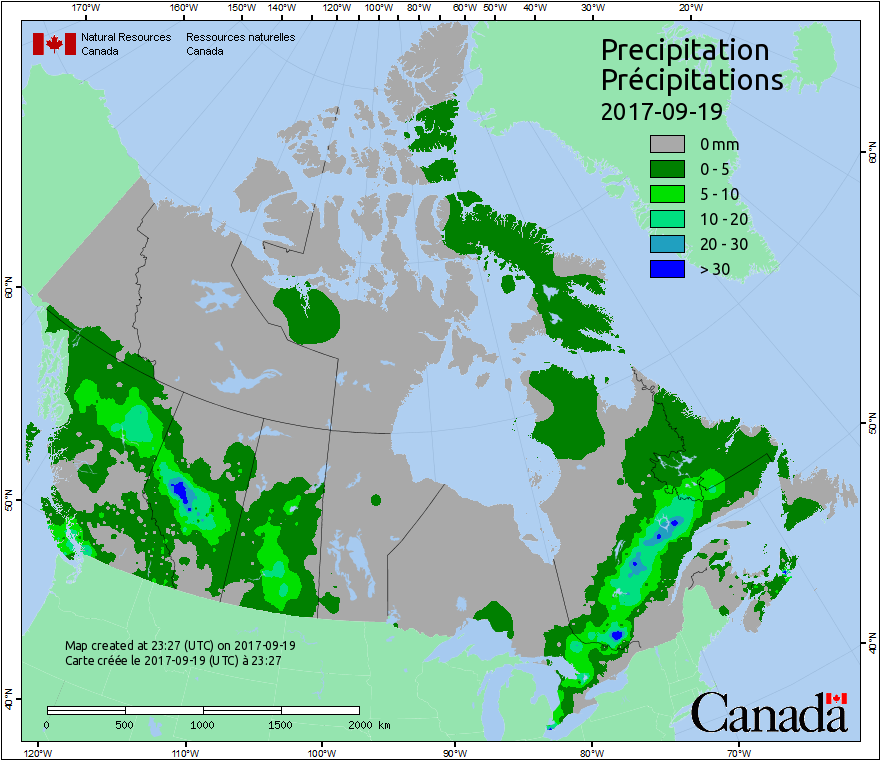 170°W 160°W 150°W 140°W 120°W 100°W 80°W 60°W 50°W 40°W 30°W 20°W
Natural Resources Ressources naturelles
Canada Canada
Precipitation
Précipitations
2017-09-19
0 mm
0 - 5
5 - 10
10 - 20
20 - 30
> 30
60°N
60°N
50°N
50°N
40°N
40°N
Map created at 23:27 (UTC) on 2017-09-19
Carte créée le 2017-09-19 (UTC) à 23:27
0 500 1000 1500 2000 km
Canada
120°W 110°W 100°W 90°W 80°W 70°W